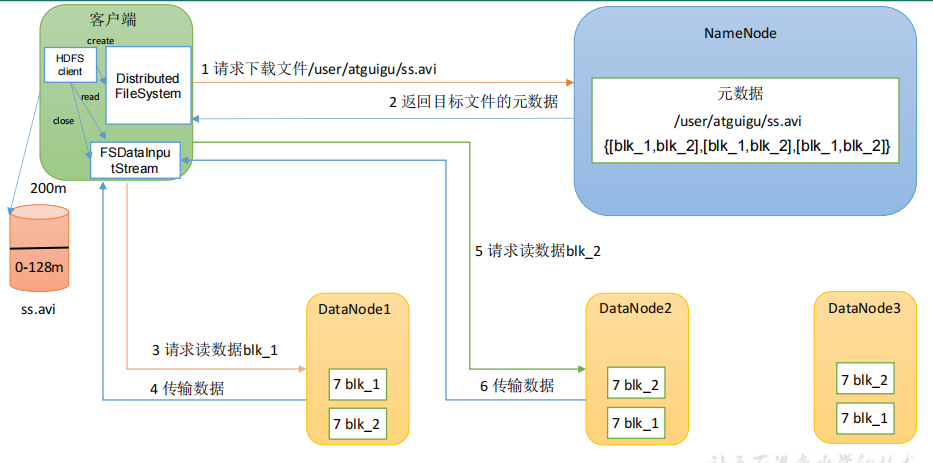 客户端
create
HDFS
client
Distributed
FileSystem
read
close
FSDataInpu
tStream
1 请求下载文件/user/atguigu/ss.avi
2 返回目标文件的元数据
NameNode
元数据
/user/atguigu/ss.avi
{[blk_1,blk_2],[blk_1,blk_2],[blk_1,blk_2]}
200m
0-128m
ss.avi
3 请求读数据blk_1
4 传输数据
5 请求读数据blk_2
6 传输数据
DataNode1
7 blk_1
7 blk_2
DataNode2
7 blk_2
7 blk_1
DataNode3
7 blk_2
7 blk_1